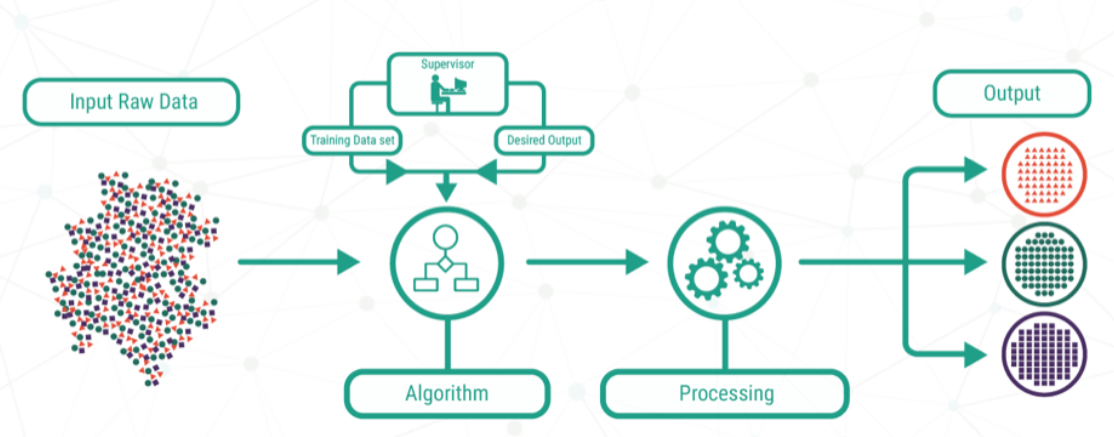 Input Raw Data
Supervisor
Training Data set
Desired Output
Algorithm
Processing
Output